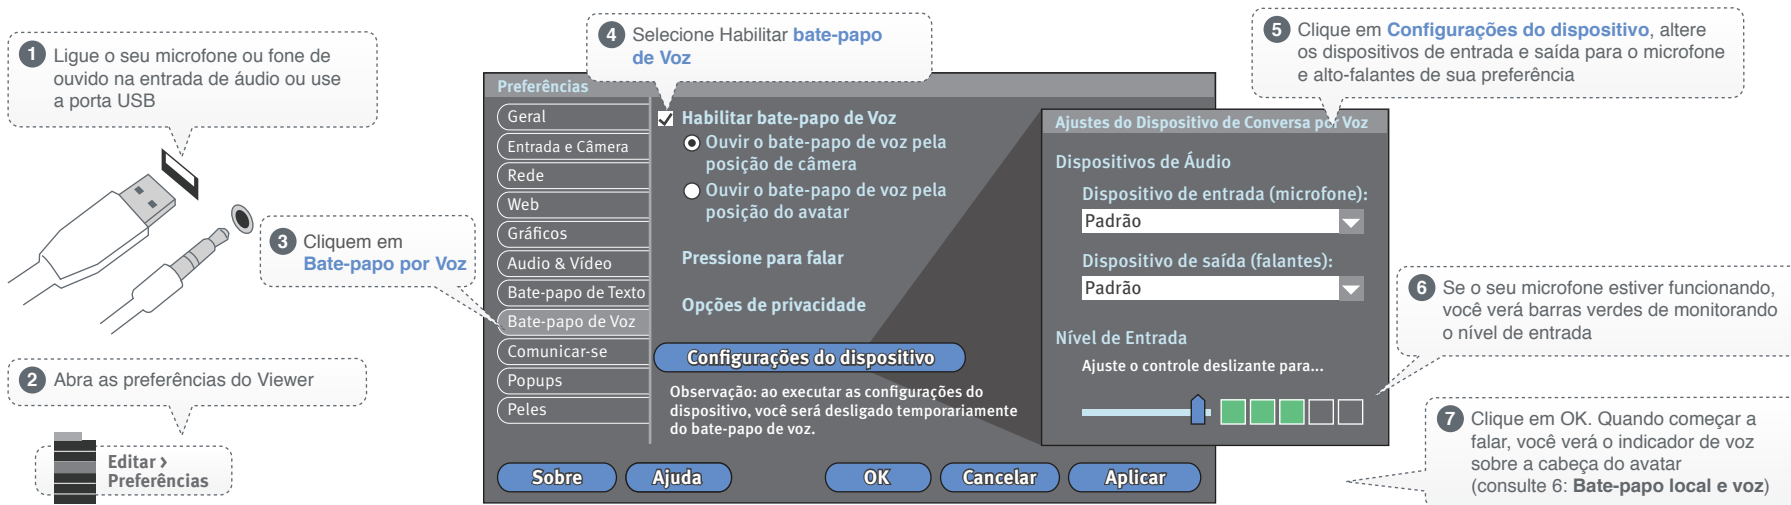 1 Ligue o seu microfone ou fone de
ouvido na entrada de áudio ou use
a porta USB
2 Abra as preferências do Viewer
Editar >
Preferências
3 Cliquem em
Bate-papo por Voz
4 Selecione Habilitar bate-papo
de Voz
Preferências
Geral
Entrada e Câmera
Rede
Web
Gráficos
Audio & Vídeo
Bate-papo de Texto
Bate-papo de Voz
Comunicar-se
Popups
Peles
Habilitar bate-papo de Voz
Ouvir o bate-papo de voz pela
posição de câmera
Ouvir o bate-papo de voz pela
posição do avatar
Pressione para falar
Opções de privacidade
Configurações do dispositivo
Observação: ao executar as configurações do
dispositivo, você será desligado temporariamente
do bate-papo de voz.
Sobre
Ajuda
OK
Cancelar
Aplicar
5 Clique em Configurações do dispositivo, altere
os dispositivos de entrada e saída para o microfone
e alto-falantes de sua preferência
Ajustes do Dispositivo de Conversa por Voz
Dispositivos de Áudio
Dispositivo de entrada (microfone):
Padrão
Dispositivo de saída (falantes):
Padrão
Nível de Entrada
Ajuste o controle deslizante para...
6 Se o seu microfone estiver funcionando,
você verá barras verdes de monitorando
o nível de entrada
7 Clique em OK. Quando começar a
falar, você verá o indicador de voz
sobre a cabeça do avatar
(consulte 6: Bate-papo local e voz)